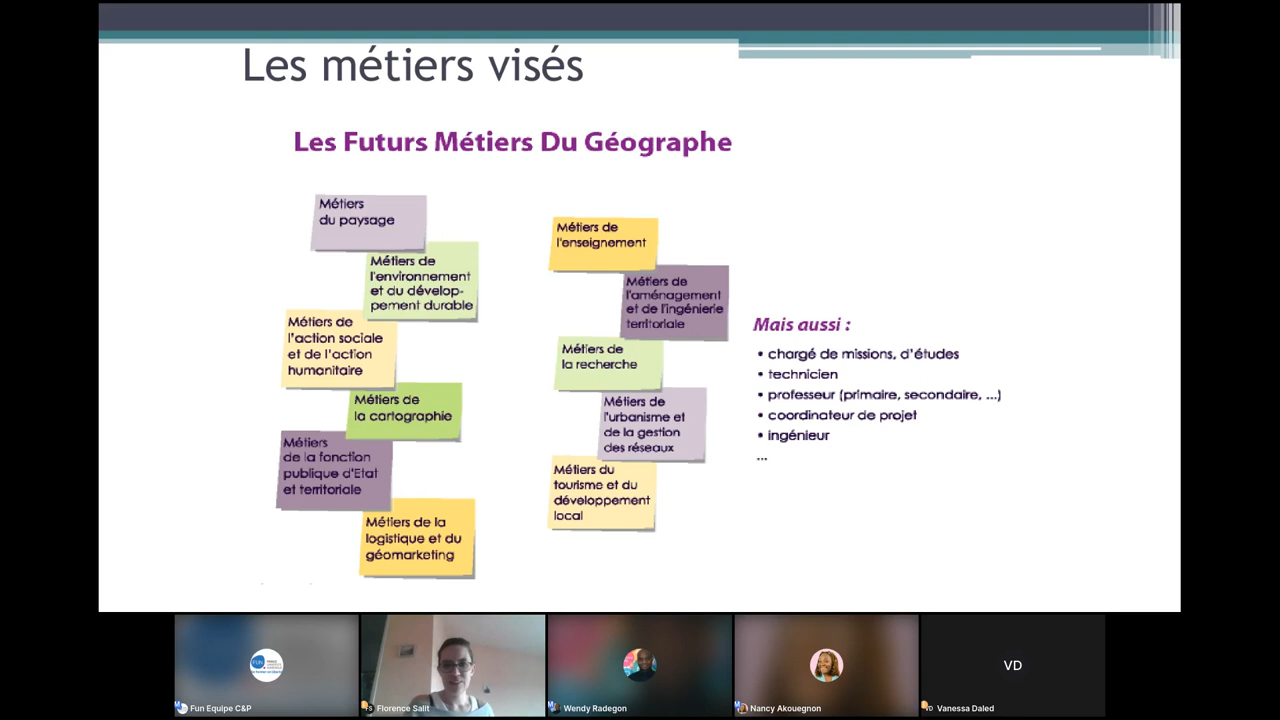 Les métiers visés
Les Futurs Métiers Du Géographe
Métiers
du paysage
Métiers de
l'environnement
et du dévelop-
pement durable
Métiers de
l'action sociale
et de l'action
humanitaire
Métiers de
la cartographie
Métiers
de la fonction
publique d'Etat
et territoriale
Métiers de la
logistique et du
géomarketing
Métiers de
l'enseignement
Métiers de
l'aménagement
et de l'ingénierie
territoriale
Métiers de
la recherche
Métiers de
l'urbanisme et
de la gestion
des réseaux
Métiers du
tourisme et du
développement
local
Mais aussi :
• chargé de missions, d'études
• technicien
• professeur (primaire, secondaire, ...)
• coordinateur de projet
• ingénieur
...
FUN
VD
Fun Equipe C&P
Florence Salit
Wendy Radegon
Nancy Akouegnon
Vanessa Daled